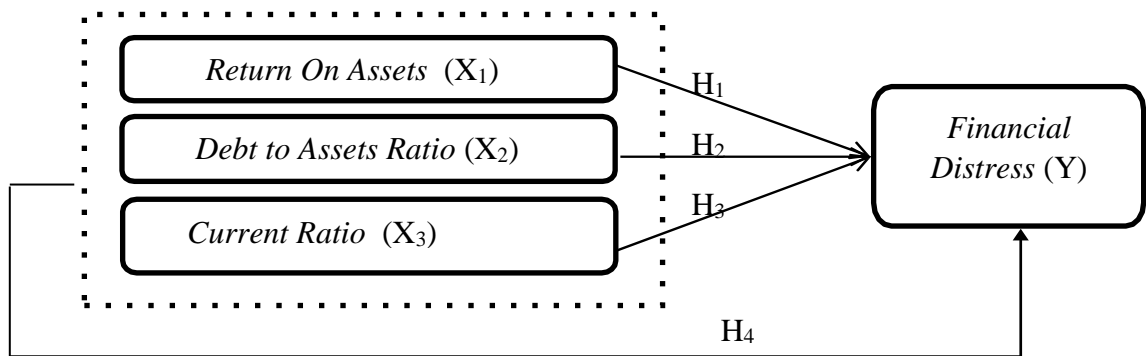 Return On Assets (X₁)
H₁
Debt to Assets Ratio (X₂)
H₂
Financial
Distress (Y)
H₃
Current Ratio (X₃)
H₄